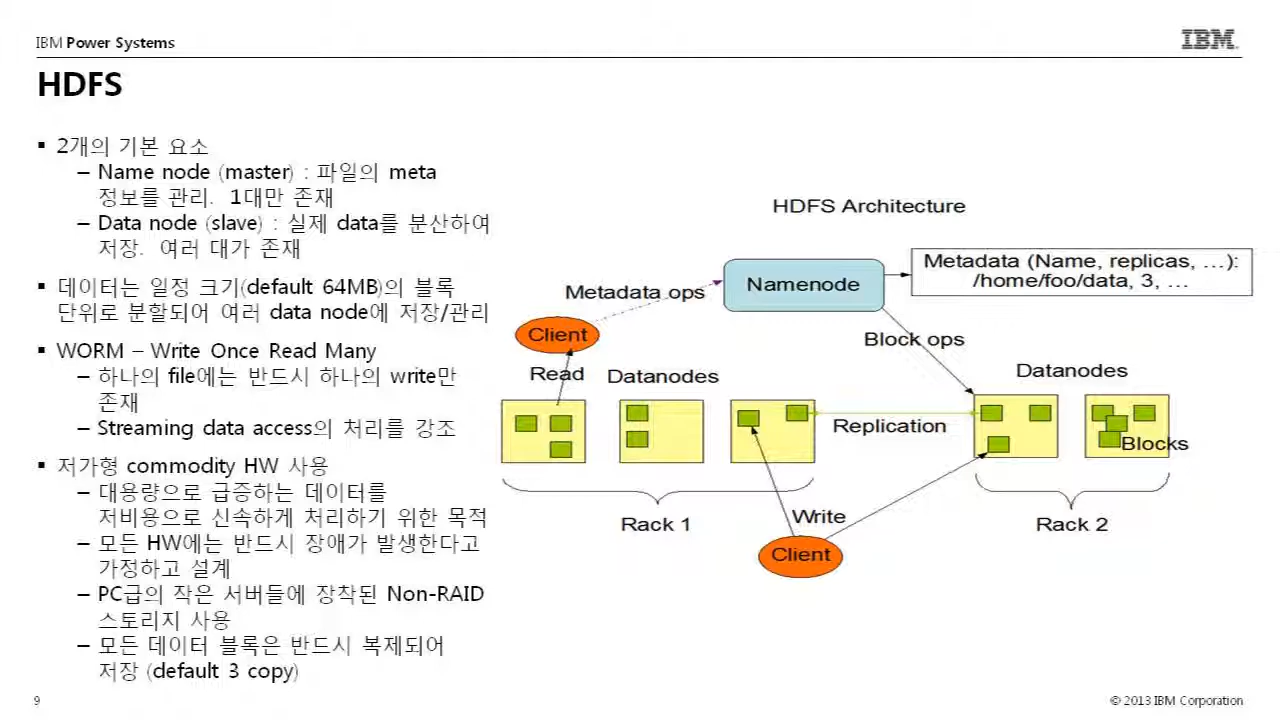 IBM Power Systems
IBM
HDFS
▪ 2개의 기본 요소
– Name node (master) : 파일의 meta
정보를 관리. 1대만 존재
– Data node (slave) : 실제 data를 분산하여
저장. 여러 대가 존재
▪ 데이터는 일정 크기(default 64MB)의 블록
단위로 분할되어 여러 data node에 저장/관리
▪ WORM – Write Once Read Many
– 하나의 file에는 반드시 하나의 write만
존재
– Streaming data access의 처리를 강조
▪ 저가형 commodity HW 사용
– 대용량으로 급증하는 데이터를
저비용으로 신속하게 처리하기 위한 목적
– 모든 HW에는 반드시 장애가 발생한다고
가정하고 설계
– PC급의 작은 서버들에 장착된 Non-RAID
스토리지 사용
– 모든 데이터 블록은 반드시 복제되어
저장 (default 3 copy)
HDFS Architecture
Metadata (Name, replicas, ...):
/home/foo/data, 3, ...
Namenode
Metadata ops
Client
Block ops
Read
Datanodes
Datanodes
Replication
Blocks
Write
Rack 1
Rack 2
Client
9
© 2013 IBM Corporation